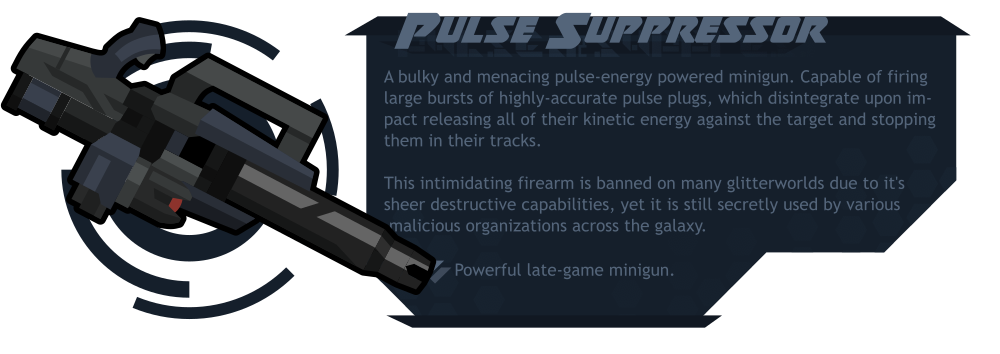 Pulse Suppressor
A bulky and menacing pulse-energy powered minigun. Capable of firing
large bursts of highly-accurate pulse plugs, which disintegrate upon im-
pact releasing all of their kinetic energy against the target and stopping
them in their tracks.
This intimidating firearm is banned on many glitterworlds due to it's
sheer destructive capabilities, yet it is still secretly used by various
malicious organizations across the galaxy.
Powerful late-game minigun.